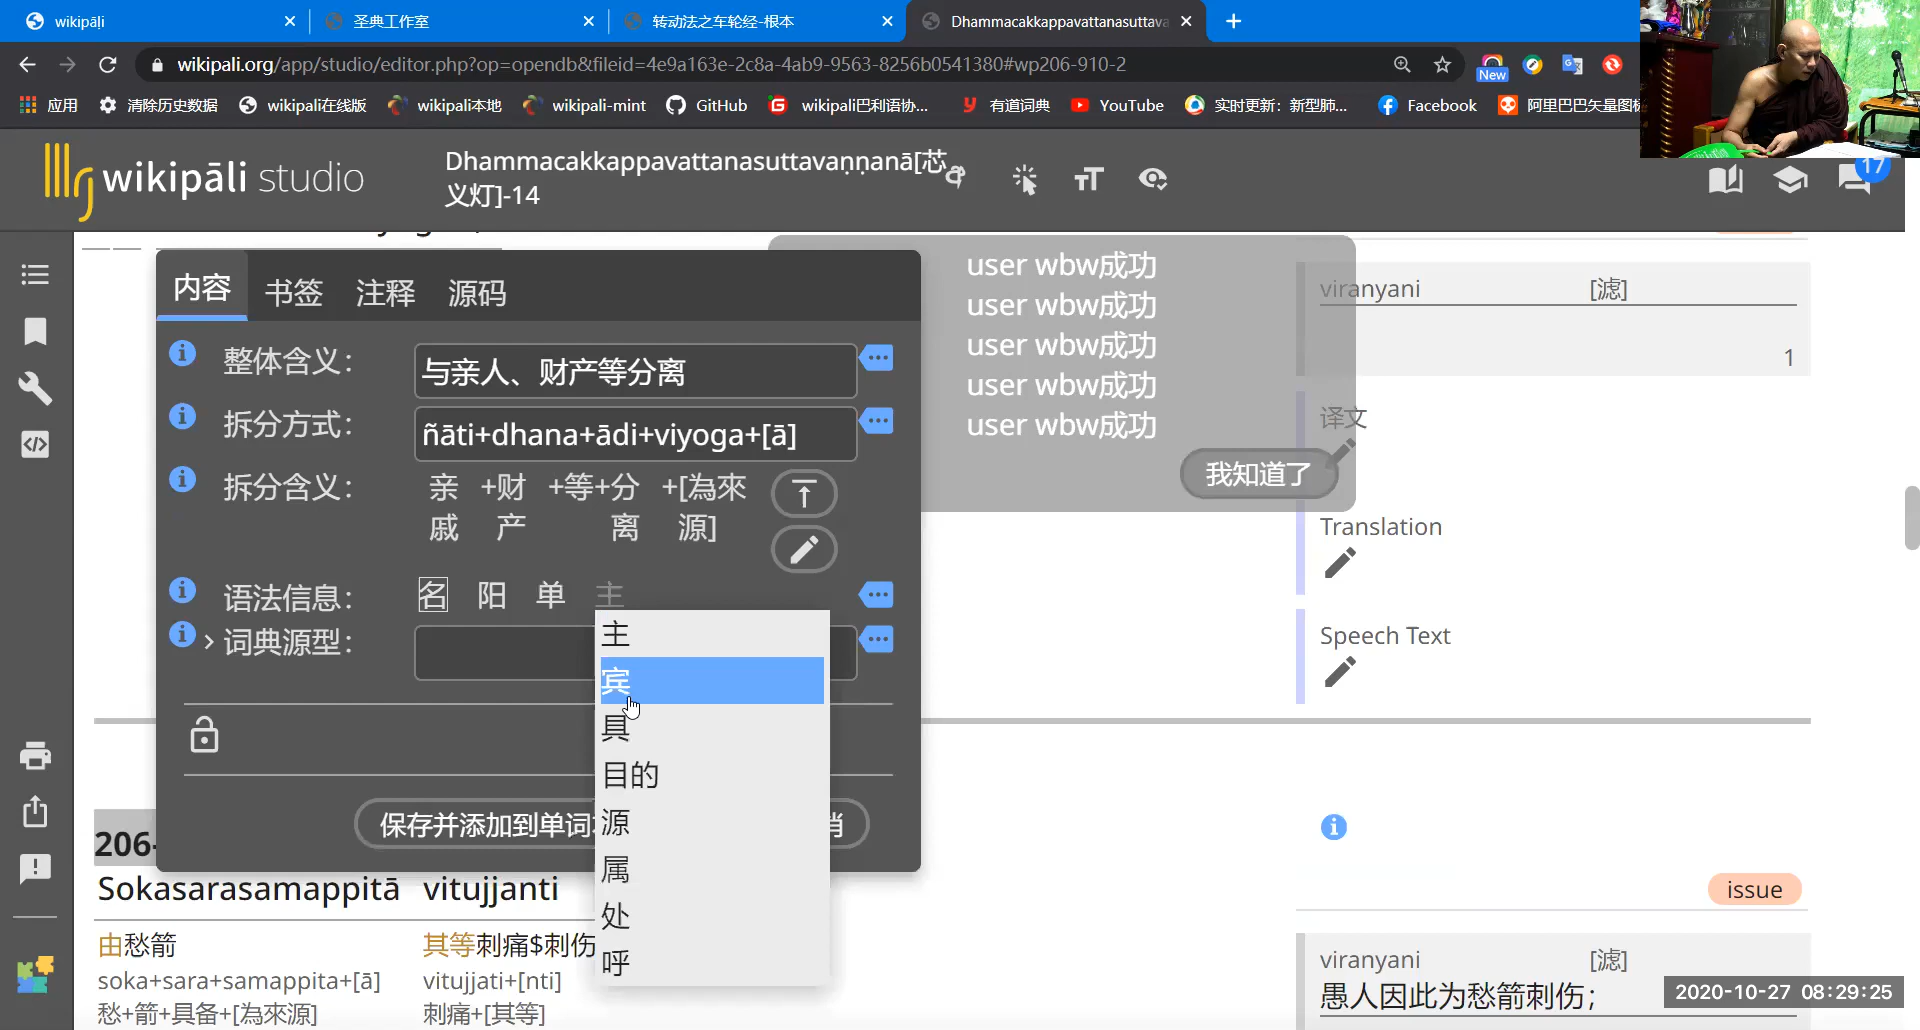 wikipāli
圣典工作室
转动法之车轮经-根本
Dhammacakkappavattanasuttava
wikipali.org/app/studio/editor.php?op=opendb&fileid=4e9a163e-2c8a-4ab9-9563-8256b0541380#wp206-910-2
New
应用
清除历史数据
wikipali在线版
wikipali本地
wikipali-mint
GitHub
wikipali巴利语协...
有道词典
YouTube
实时更新：新型肺...
Facebook
阿里巴巴矢量图标
wikipāli studio
Dhammacakkappavattanasuttavaṇṇanā[芯
义灯]-14
17
内容
书签
注释
源码
整体含义：
与亲人、财产等分离
拆分方式：
ñāti+dhana+ādi+viyoga+[ā]
拆分含义：
亲戚
+财产
+等+分离
+[為來源]
语法信息：
名 阳 单 主
词典源型：
主
宾
具
目的
源
属
处
呼
保存并添加到单词
user wbw成功
user wbw成功
user wbw成功
user wbw成功
user wbw成功
我知道了
viranyani [滤]
1
译文
Translation
Speech Text
206-
Sokasarasamappitā vitujjanti
由愁箭
其等刺痛$刺伤
soka+sara+samappita+[ā]
vitujjati+[nti]
愁+箭+具备+[為來源]
刺痛+[其等]
issue
viranyani [滤]
愚人因此为愁箭刺伤；
2020-10-27 08:29:25